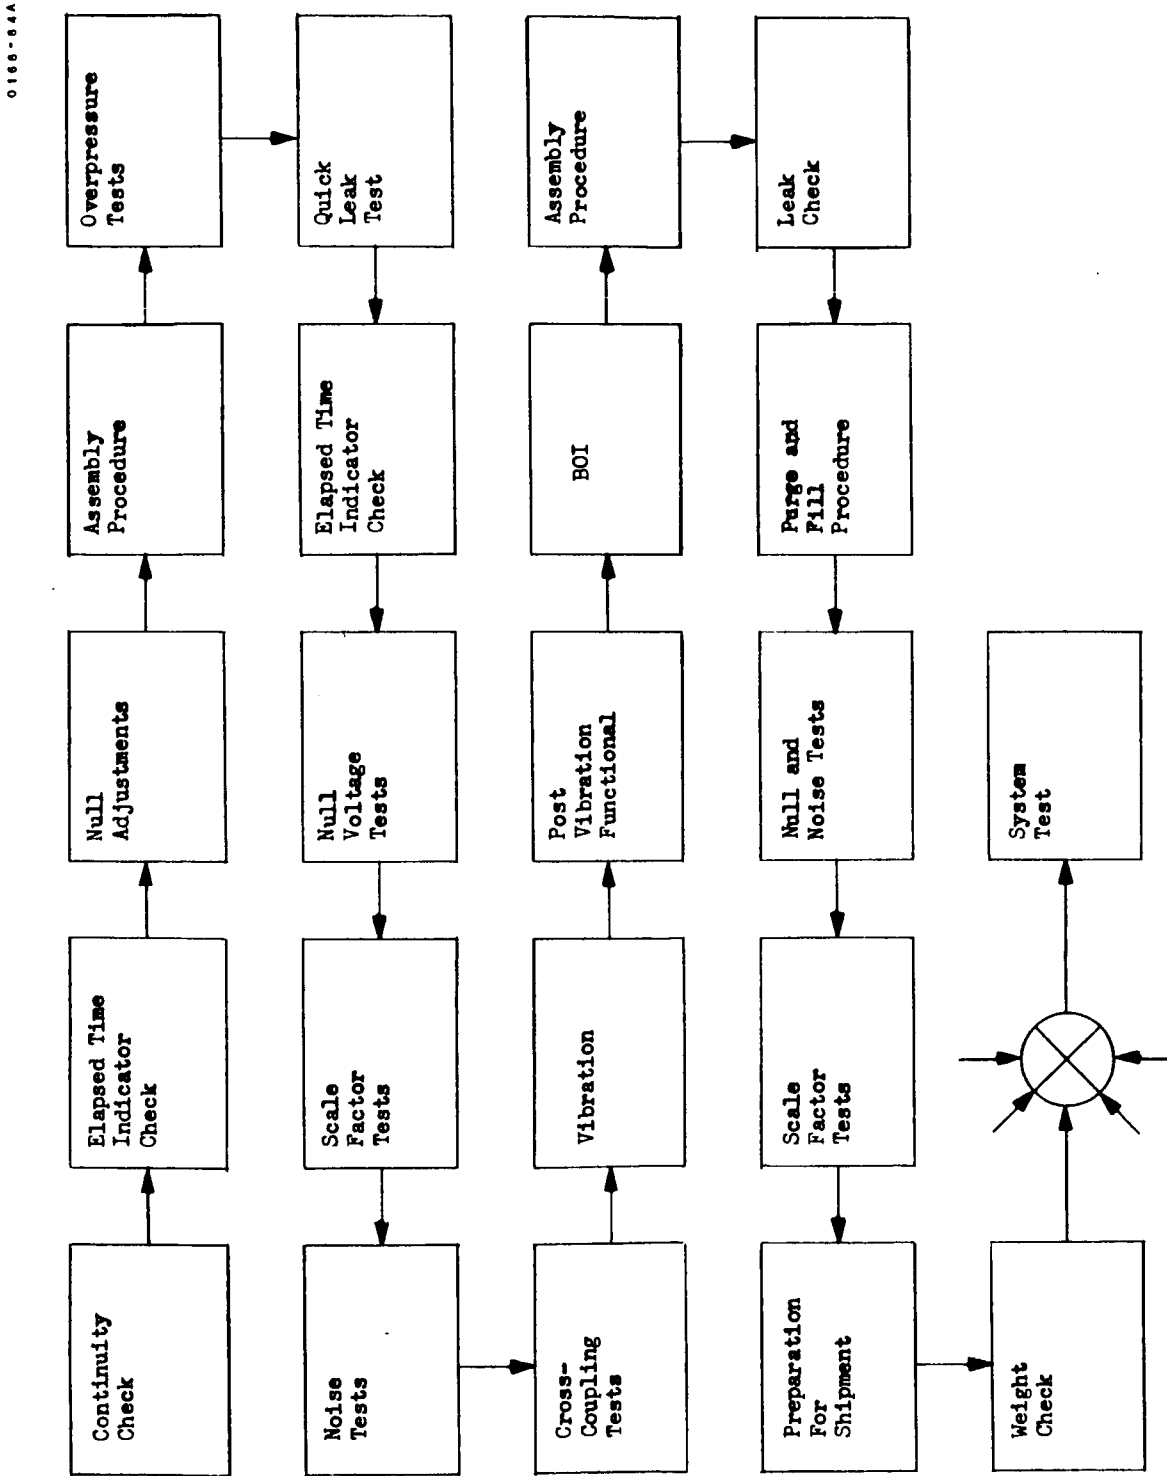 0166-64A
Continuity
Check
Elapsed Time
Indicator
Check
Null
Adjustments
Assembly
Procedure
Overpressure
Tests
Quick
Leak
Test
Elapsed Time
Indicator
Check
Null
Voltage
Tests
Scale
Factor
Tests
Noise
Tests
Cross-
Coupling
Tests
Vibration
Post
Vibration
Functional
BOI
Assembly
Procedure
Leak
Check
Purge and
Fill
Procedure
Null and
Noise Tests
Scale
Factor
Tests
Preparation
For
Shipment
Weight
Check
System
Test